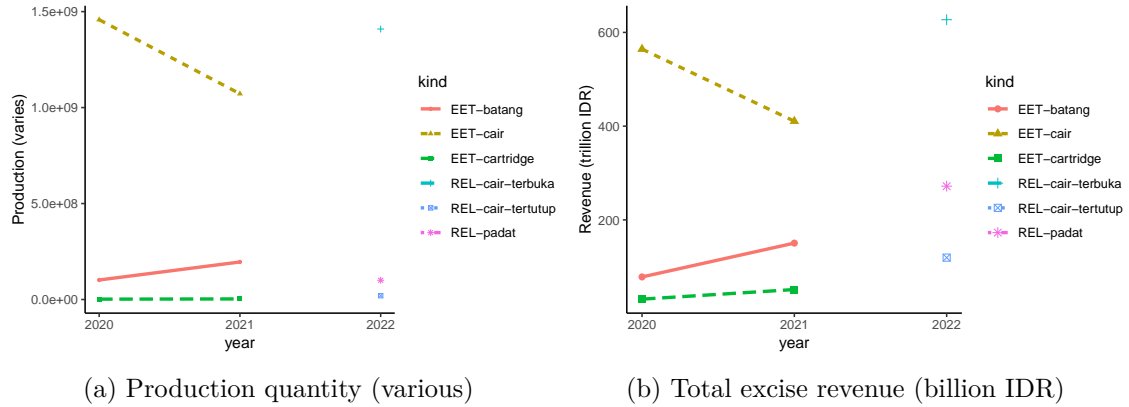 Production (varies)
1.5e+09
1.0e+09
5.0e+08
0.0e+00
2020
2021
2022
year
kind
EET−batang
EET−cair
EET−cartridge
REL−cair−terbuka
REL−cair−tertutup
REL−padat
(a) Production quantity (various)
Revenue (trillion IDR)
600
400
200
2020
2021
2022
year
kind
EET−batang
EET−cair
EET−cartridge
REL−cair−terbuka
REL−cair−tertutup
REL−padat
(b) Total excise revenue (billion IDR)